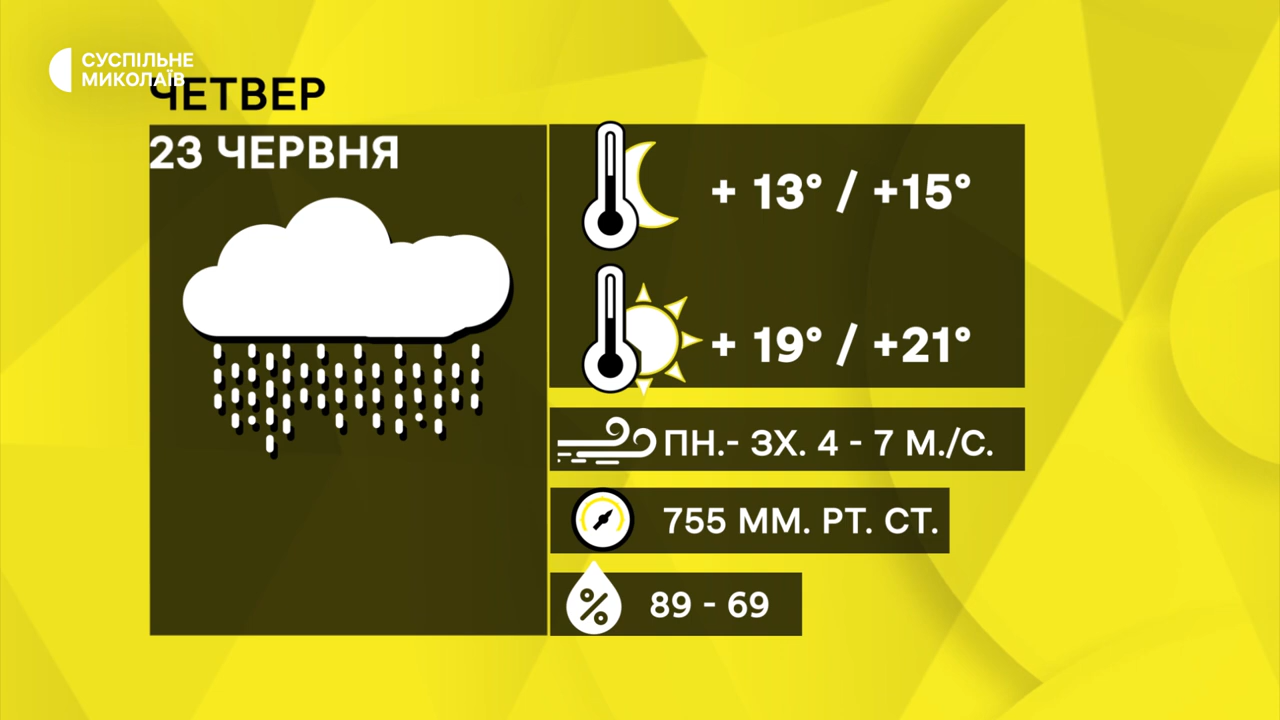 СУСПІЛЬНЕ
МИКОЛАЇВ
ЧЕТВЕР
23 ЧЕРВНЯ
+ 13° / +15°
+ 19° / +21°
ПН.- ЗХ. 4 - 7 М./С.
755 ММ. РТ. СТ.
% 89 - 69